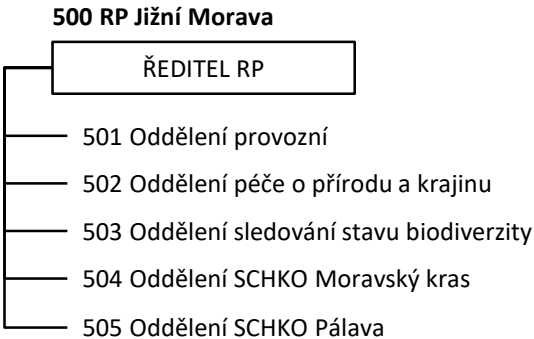 500 RP Jižní Morava
ŘEDITEL RP
501 Oddělení provozní
502 Oddělení péče o přírodu a krajinu
503 Oddělení sledování stavu biodiverzity
504 Oddělení SCHKO Moravský kras
505 Oddělení SCHKO Pálava